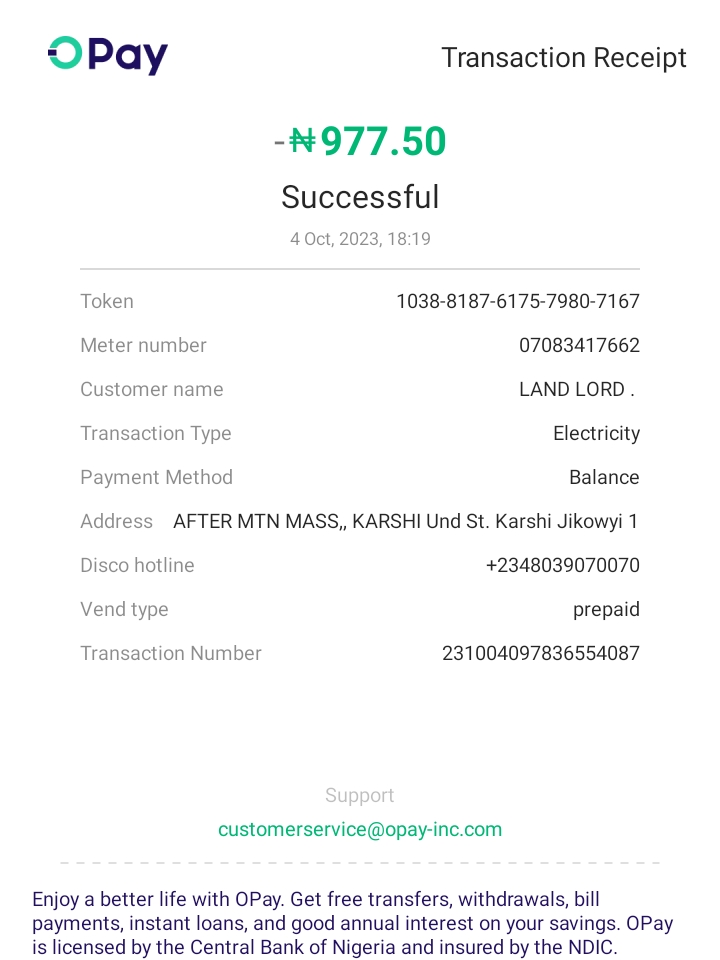 OPay
Transaction Receipt
-₦977.50
Successful
4 Oct, 2023, 18:19
Token 1038-8187-6175-7980-7167
Meter number 07083417662
Customer name LAND LORD .
Transaction Type Electricity
Payment Method Balance
Address AFTER MTN MASS,, KARSHI Und St. Karshi Jikowyi 1
Disco hotline +2348039070070
Vend type prepaid
Transaction Number 231004097836554087
Support
customerservice@opay-inc.com
Enjoy a better life with OPay. Get free transfers, withdrawals, bill
payments, instant loans, and good annual interest on your savings. OPay
is licensed by the Central Bank of Nigeria and insured by the NDIC.